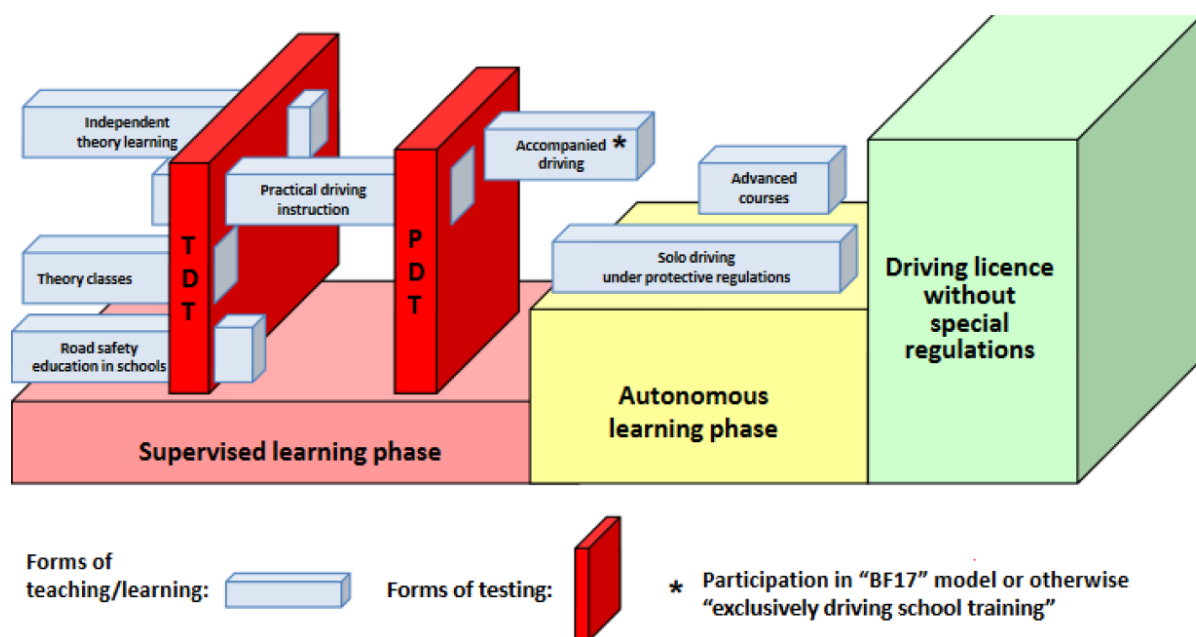 Independent
theory learning
Accompanied *
driving
Advanced
courses
Practical driving
instruction
TDT
PDT
Theory classes
Solo driving
under protective regulations
Driving licence
without
special
regulations
Road safety
education in schools
Autonomous
learning phase
Supervised learning phase
Forms of
teaching/learning:
Forms of testing:
* Participation in “BF17” model or otherwise
“exclusively driving school training”